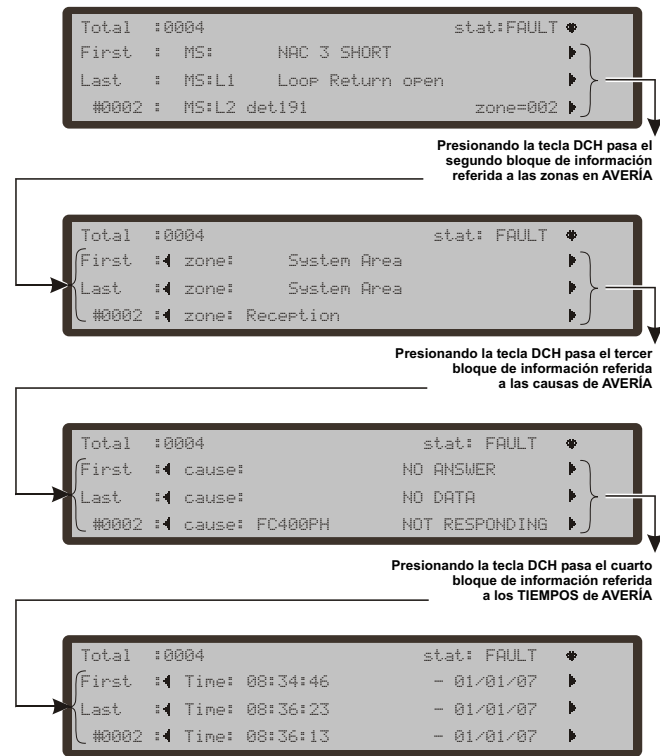 Total :0004 stat:FAULT
First : MS: NAC 3 SHORT
Last : MS:L1 Loop Return open
#0002 : MS:L2 det191 zone=002
Presionando la tecla DCH pasa el
segundo bloque de información
referida a las zonas en AVERÍA
Total :0004 stat: FAULT
First : zone: System Area
Last : zone: System Area
#0002 : zone: Reception
Presionando la tecla DCH pasa el tercer
bloque de información referida
a las causas de AVERÍA
Total :0004 stat: FAULT
First : cause: NO ANSWER
Last : cause: NO DATA
#0002 : cause: FC400PH NOT RESPONDING
Presionando la tecla DCH pasa el cuarto
bloque de información referida
a los TIEMPOS de AVERÍA
Total :0004 stat: FAULT
First : Time: 08:34:46 - 01/01/07
Last : Time: 08:36:23 - 01/01/07
#0002 : Time: 08:36:13 - 01/01/07